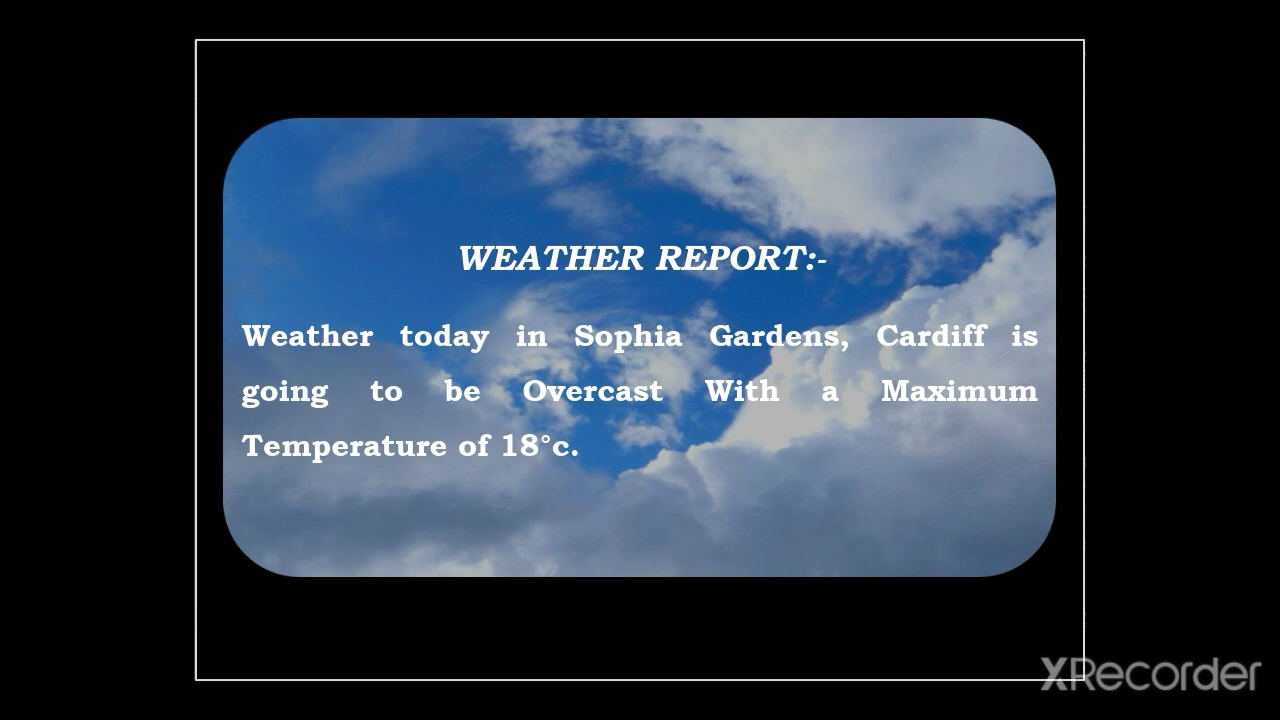 WEATHER REPORT:-
Weather today in Sophia Gardens, Cardiff is
going to be Overcast With a Maximum
Temperature of 18°c.
XRecorder